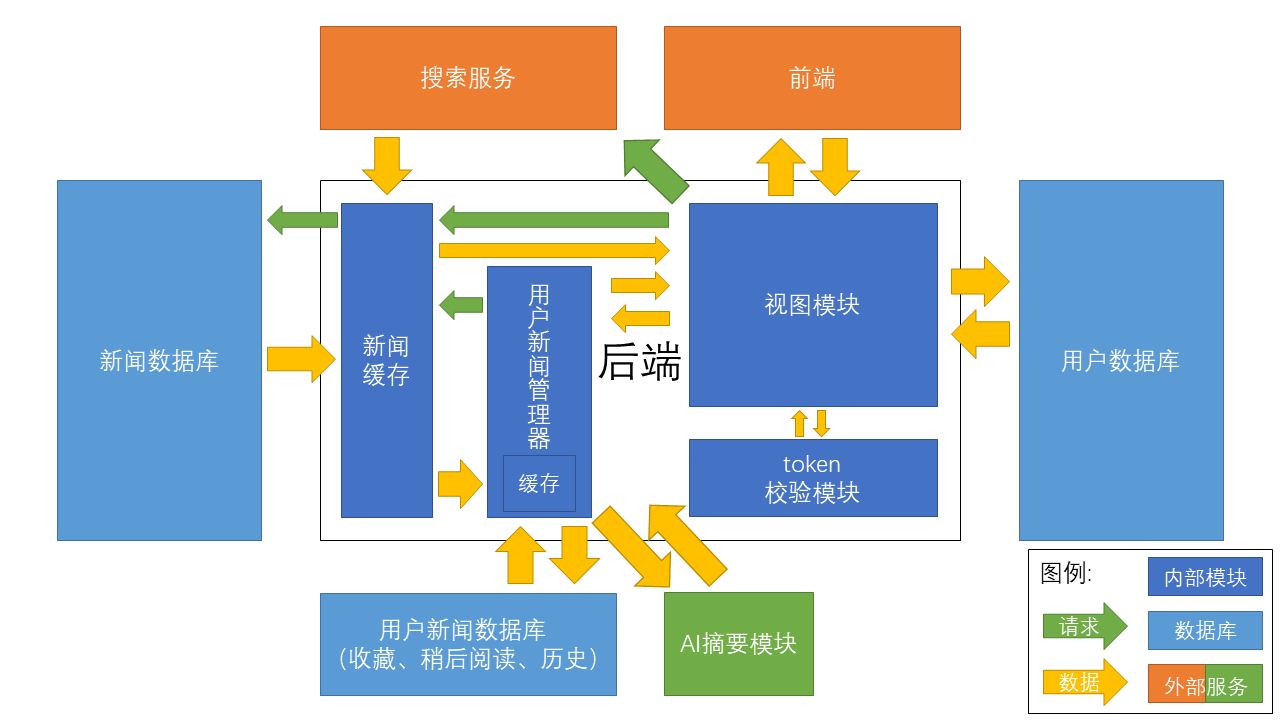 搜索服务
前端
新闻数据库
新闻
缓存
用户新闻管理器
缓存
后端
视图模块
token
校验模块
用户数据库
用户新闻数据库
（收藏、稍后阅读、历史）
AI摘要模块
图例:
内部模块
请求
数据库
数据
外部服务